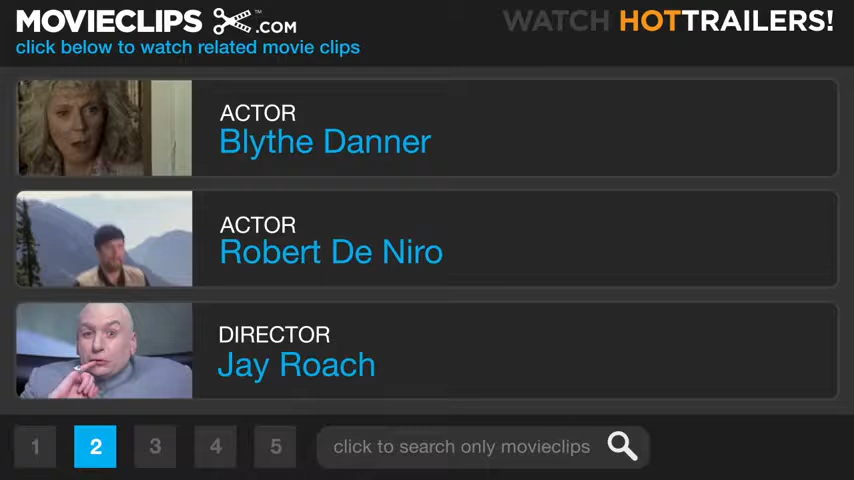 MOVIECLIPS™.COM
click below to watch related movie clips
WATCH HOTTRAILERS!
ACTOR
Blythe Danner
ACTOR
Robert De Niro
DIRECTOR
Jay Roach
1 2 3 4 5
click to search only movieclips